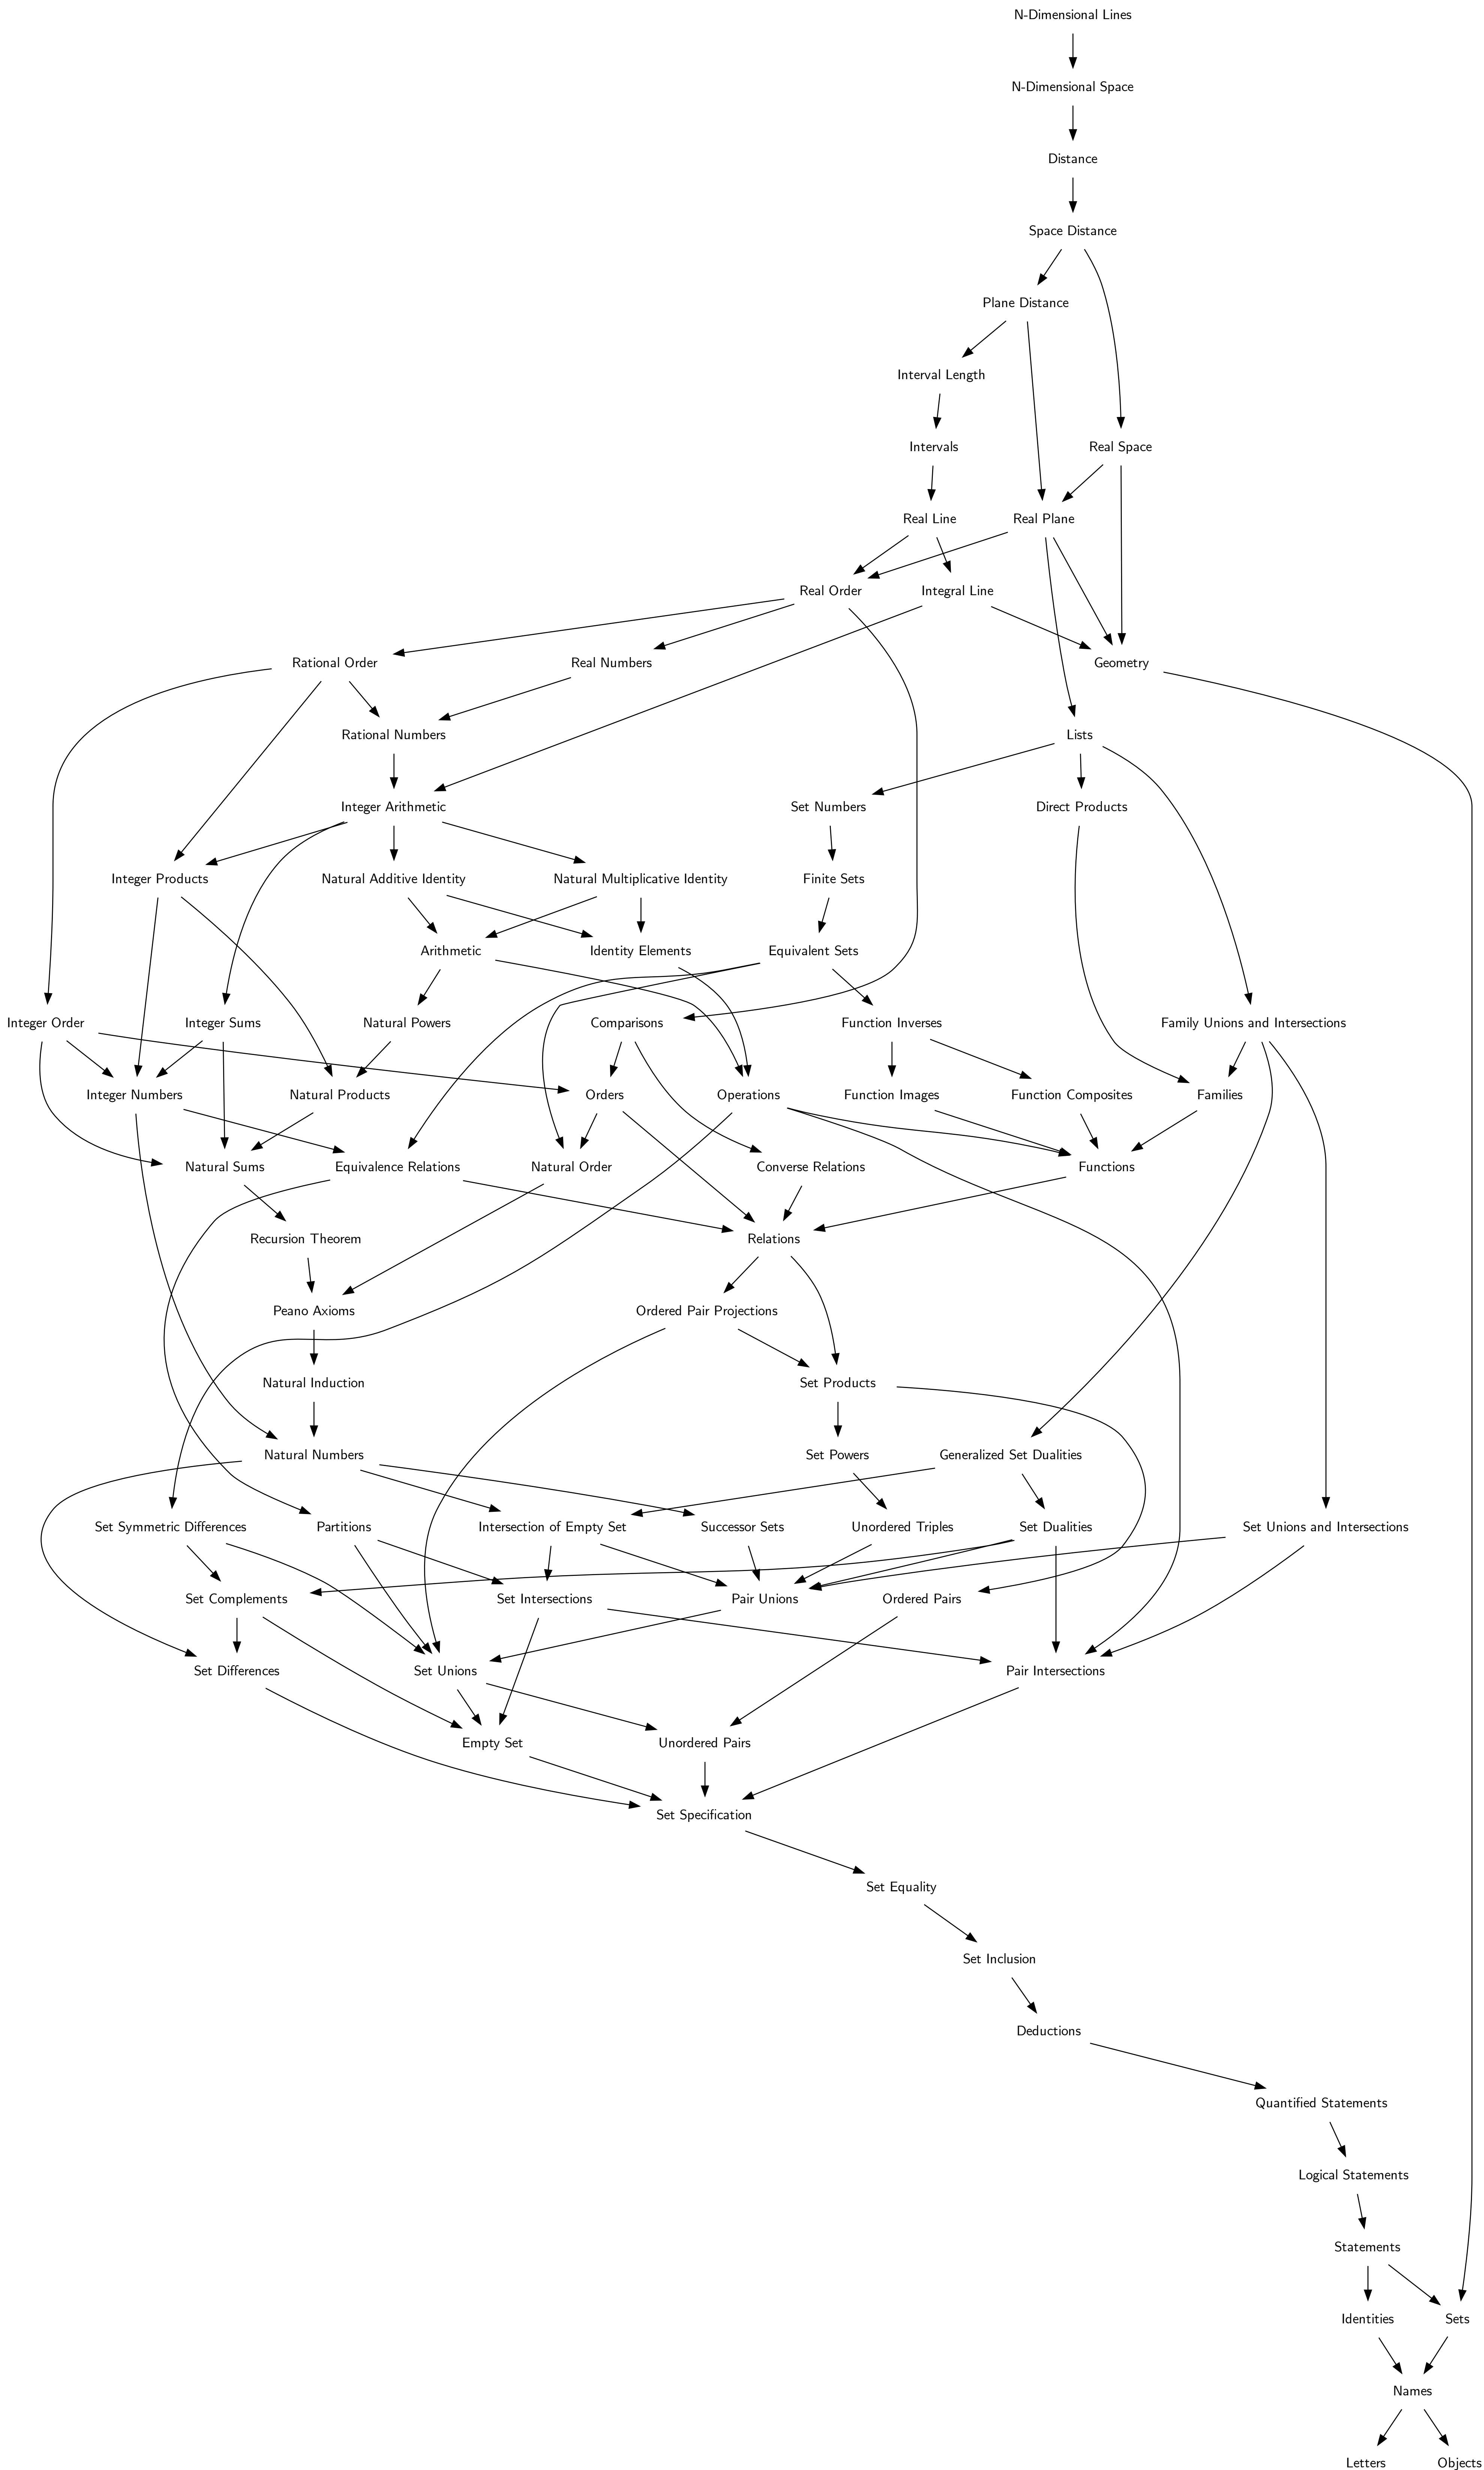 N-Dimensional Lines
N-Dimensional Space
Distance
Space Distance
Plane Distance
Interval Length
Intervals
Real Space
Real Line
Real Plane
Real Order
Integral Line
Rational Order
Real Numbers
Geometry
Rational Numbers
Lists
Integer Arithmetic
Set Numbers
Direct Products
Integer Products
Natural Additive Identity
Natural Multiplicative Identity
Finite Sets
Arithmetic
Identity Elements
Equivalent Sets
Integer Order
Integer Sums
Natural Powers
Comparisons
Function Inverses
Family Unions and Intersections
Integer Numbers
Natural Products
Orders
Operations
Function Images
Function Composites
Families
Natural Sums
Equivalence Relations
Natural Order
Converse Relations
Functions
Recursion Theorem
Relations
Peano Axioms
Ordered Pair Projections
Natural Induction
Set Products
Natural Numbers
Set Powers
Generalized Set Dualities
Set Symmetric Differences
Partitions
Intersection of Empty Set
Successor Sets
Unordered Triples
Set Dualities
Set Unions and Intersections
Set Complements
Set Intersections
Pair Unions
Ordered Pairs
Set Differences
Set Unions
Pair Intersections
Empty Set
Unordered Pairs
Set Specification
Set Equality
Set Inclusion
Deductions
Quantified Statements
Logical Statements
Statements
Identities
Sets
Names
Letters
Objects